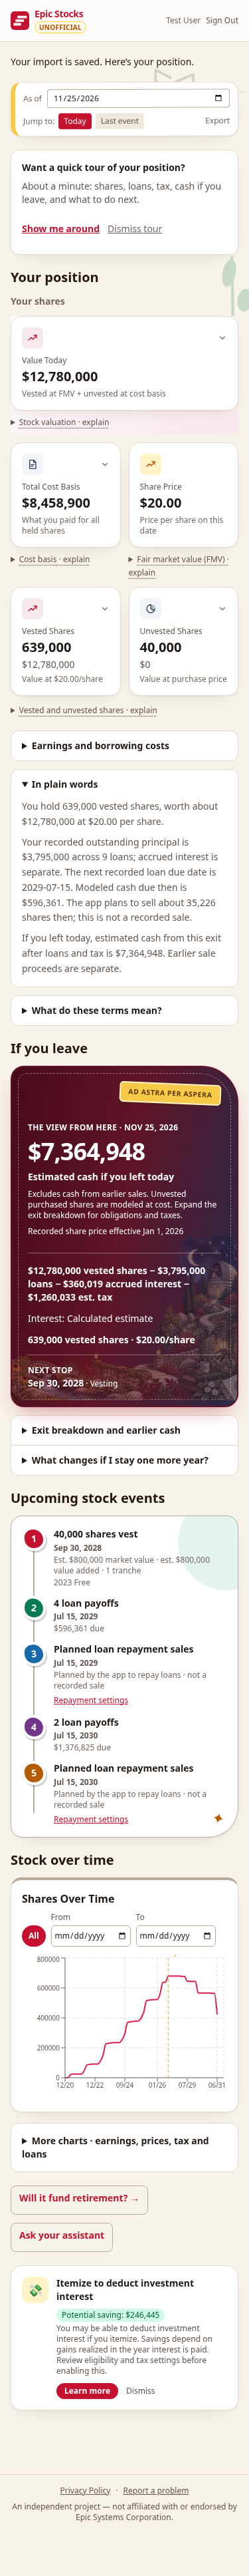 Epic Stocks
UNOFFICIAL
Test User Sign Out
Your import is saved. Here's your position.
As of 11/25/2026
Jump to: Today Last event Export
Want a quick tour of your position?
About a minute: shares, loans, tax, cash if you
leave, and what to do next.
Show me around Dismiss tour
Your position
Your shares
Value Today
$12,780,000
Vested at FMV + unvested at cost basis
Stock valuation · explain
Total Cost Basis
$8,458,900
What you paid for all
held shares
Share Price
$20.00
Price per share on this
date
Cost basis · explain
Fair market value (FMV) ·
explain
Vested Shares
639,000
$12,780,000
Value at $20.00/share
Unvested Shares
40,000
$0
Value at purchase price
Vested and unvested shares · explain
Earnings and borrowing costs
In plain words
You hold 639,000 vested shares, worth about
$12,780,000 at $20.00 per share.
Your recorded outstanding principal is
$3,795,000 across 9 loans; accrued interest is
separate. The next recorded loan due date is
2029-07-15. Modeled cash due then is
$596,361. The app plans to sell about 35,226
shares then; this is not a recorded sale.
If you left today, estimated cash from this exit
after loans and tax is $7,364,948. Earlier sale
proceeds are separate.
What do these terms mean?
If you leave
AD ASTRA PER ASPERA
THE VIEW FROM HERE · NOV 25, 2026
$7,364,948
Estimated cash if you left today
Excludes cash from earlier sales. Unvested
purchased shares are modeled at cost. Expand the
exit breakdown for obligations and taxes.
Recorded share price effective Jan 1, 2026
$12,780,000 vested shares − $3,795,000
loans − $360,019 accrued interest −
$1,260,033 est. tax
Interest: Calculated estimate
639,000 vested shares · $20.00/share
NEXT STOP
Sep 30, 2028 · Vesting
Exit breakdown and earlier cash
What changes if I stay one more year?
Upcoming stock events
1
40,000 shares vest
Sep 30, 2028
Est. $800,000 market value · est. $800,000
value added · 1 tranche
2023 Free
2
4 loan payoffs
Jul 15, 2029
$596,361 due
3
Planned loan repayment sales
Jul 15, 2029
Planned by the app to repay loans · not a
recorded sale
Repayment settings
4
2 loan payoffs
Jul 15, 2030
$1,376,825 due
5
Planned loan repayment sales
Jul 15, 2030
Planned by the app to repay loans · not a
recorded sale
Repayment settings
Stock over time
Shares Over Time
From To
All mm/dd/yyyy mm/dd/yyyy
800000
600000
400000
200000
0
12/20 12/22 09/24 01/26 07/29 06/31
More charts · earnings, prices, tax and
loans
Will it fund retirement? →
Ask your assistant
Itemize to deduct investment
interest
Potential saving: $246,445
You may be able to deduct investment
interest if you itemize. Savings depend on
gains realized in the year interest is paid.
Review eligibility and tax settings before
enabling this.
Learn more Dismiss
Privacy Policy · Report a problem
An independent project — not affiliated with or endorsed by
Epic Systems Corporation.